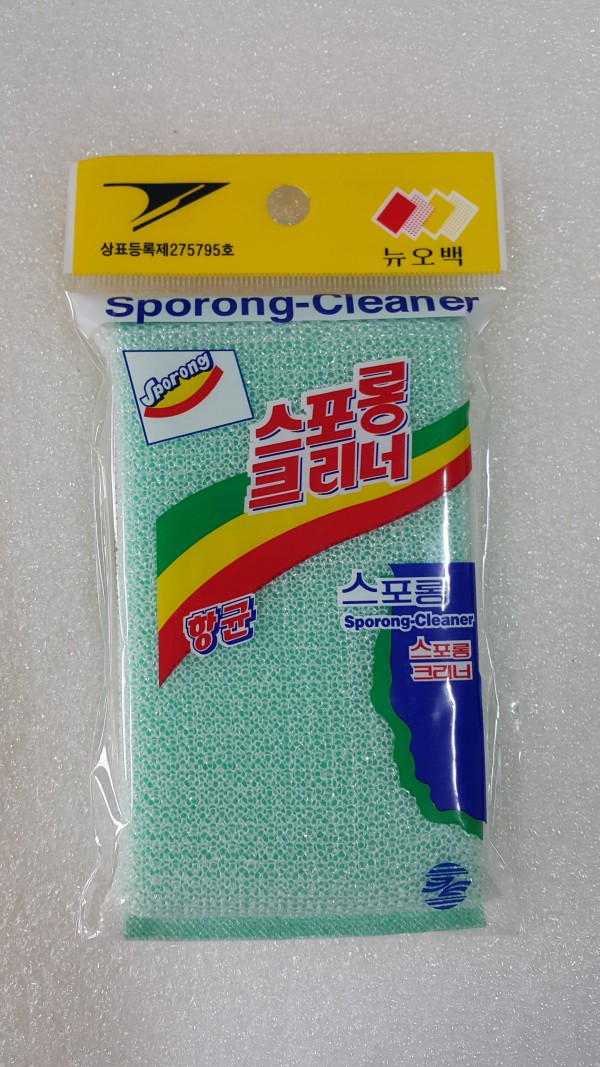 상표등록제275795호
뉴오백
Sporong-Cleaner
Sporong
스포롱
크리너
항균
스포롱
Sporong-Cleaner
스포롱
크리너